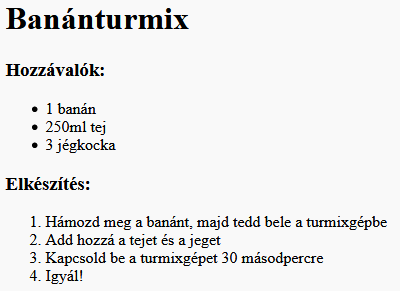 Banánturmix
Hozzávalók:
• 1 banán
• 250ml tej
• 3 jégkocka
Elkészítés:
1. Hámozd meg a banánt, majd tedd bele a turmixgépbe
2. Add hozzá a tejet és a jeget
3. Kapcsold be a turmixgépet 30 másodpercre
4. Igyál!